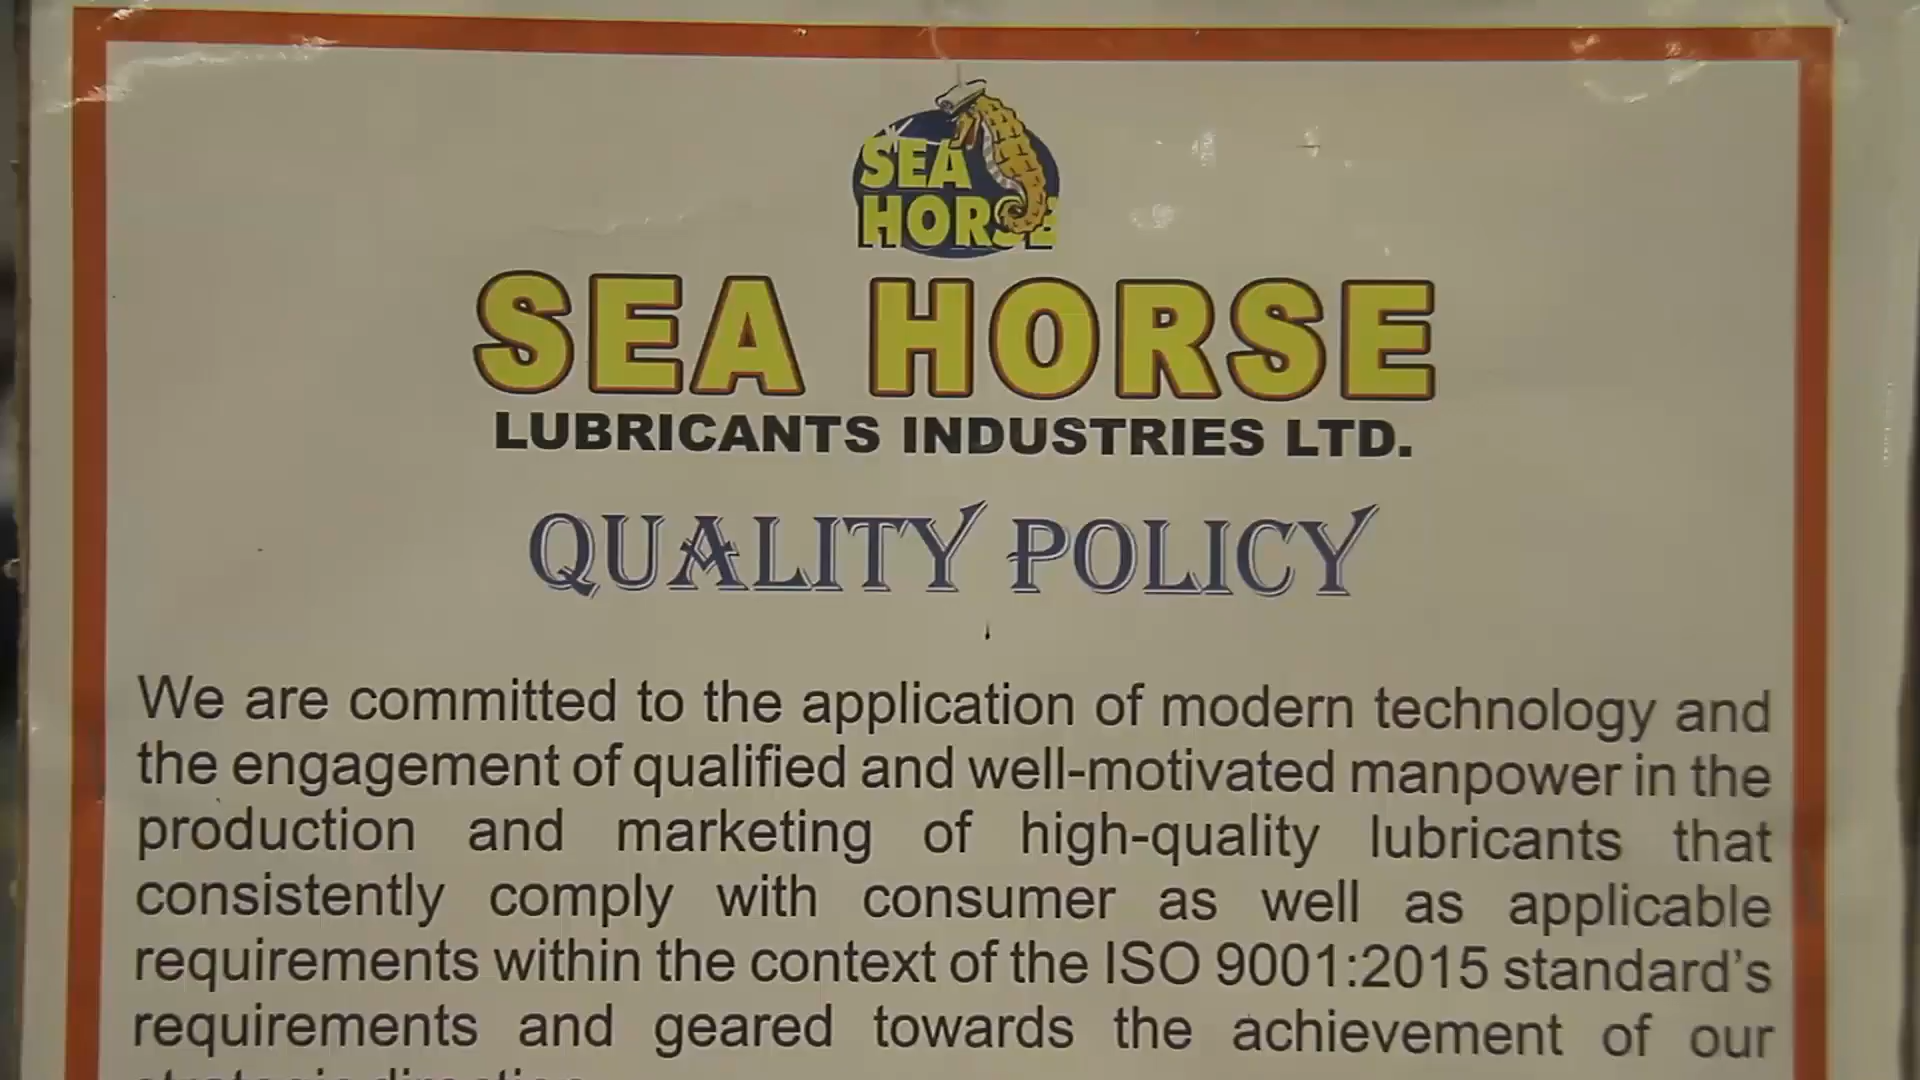 SEA
HORSE
SEA HORSE
LUBRICANTS INDUSTRIES LTD.
QUALITY POLICY
We are committed to the application of modern technology and
the engagement of qualified and well-motivated manpower in the
production and marketing of high-quality lubricants that
consistently comply with consumer as well as applicable
requirements within the context of the ISO 9001:2015 standard's
requirements and geared towards the achievement of our